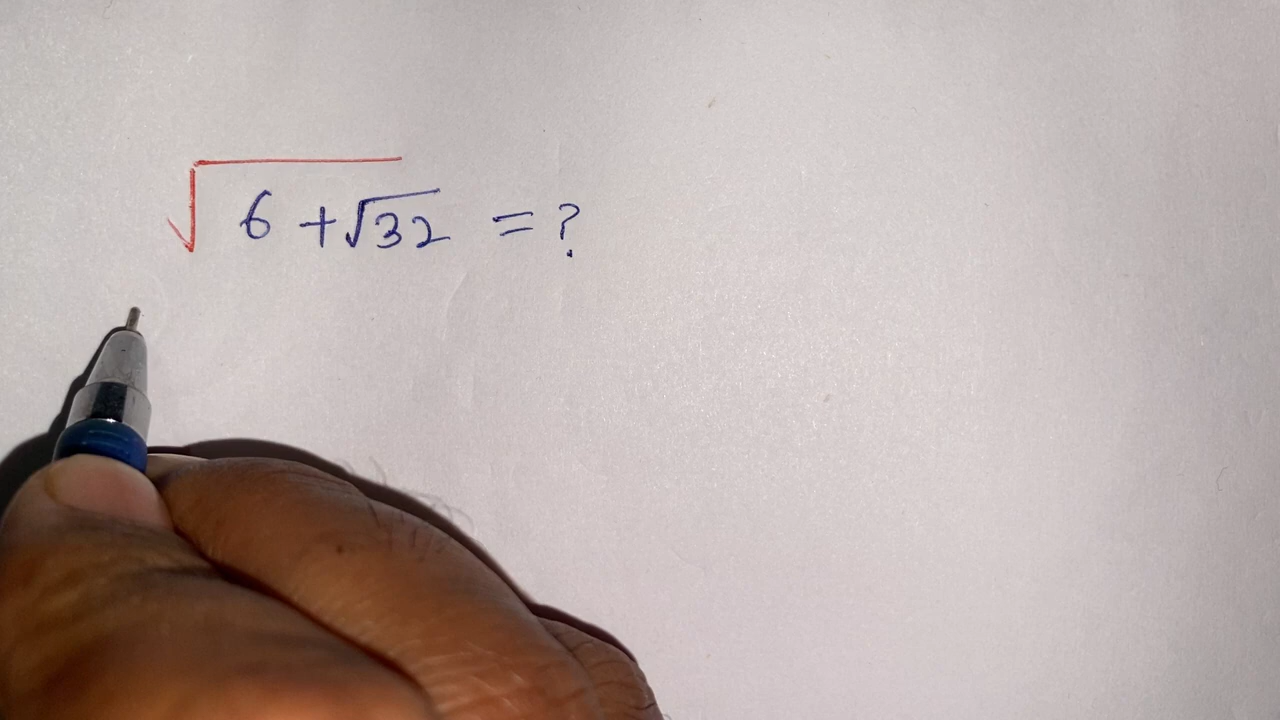 √6 + √32 = ?